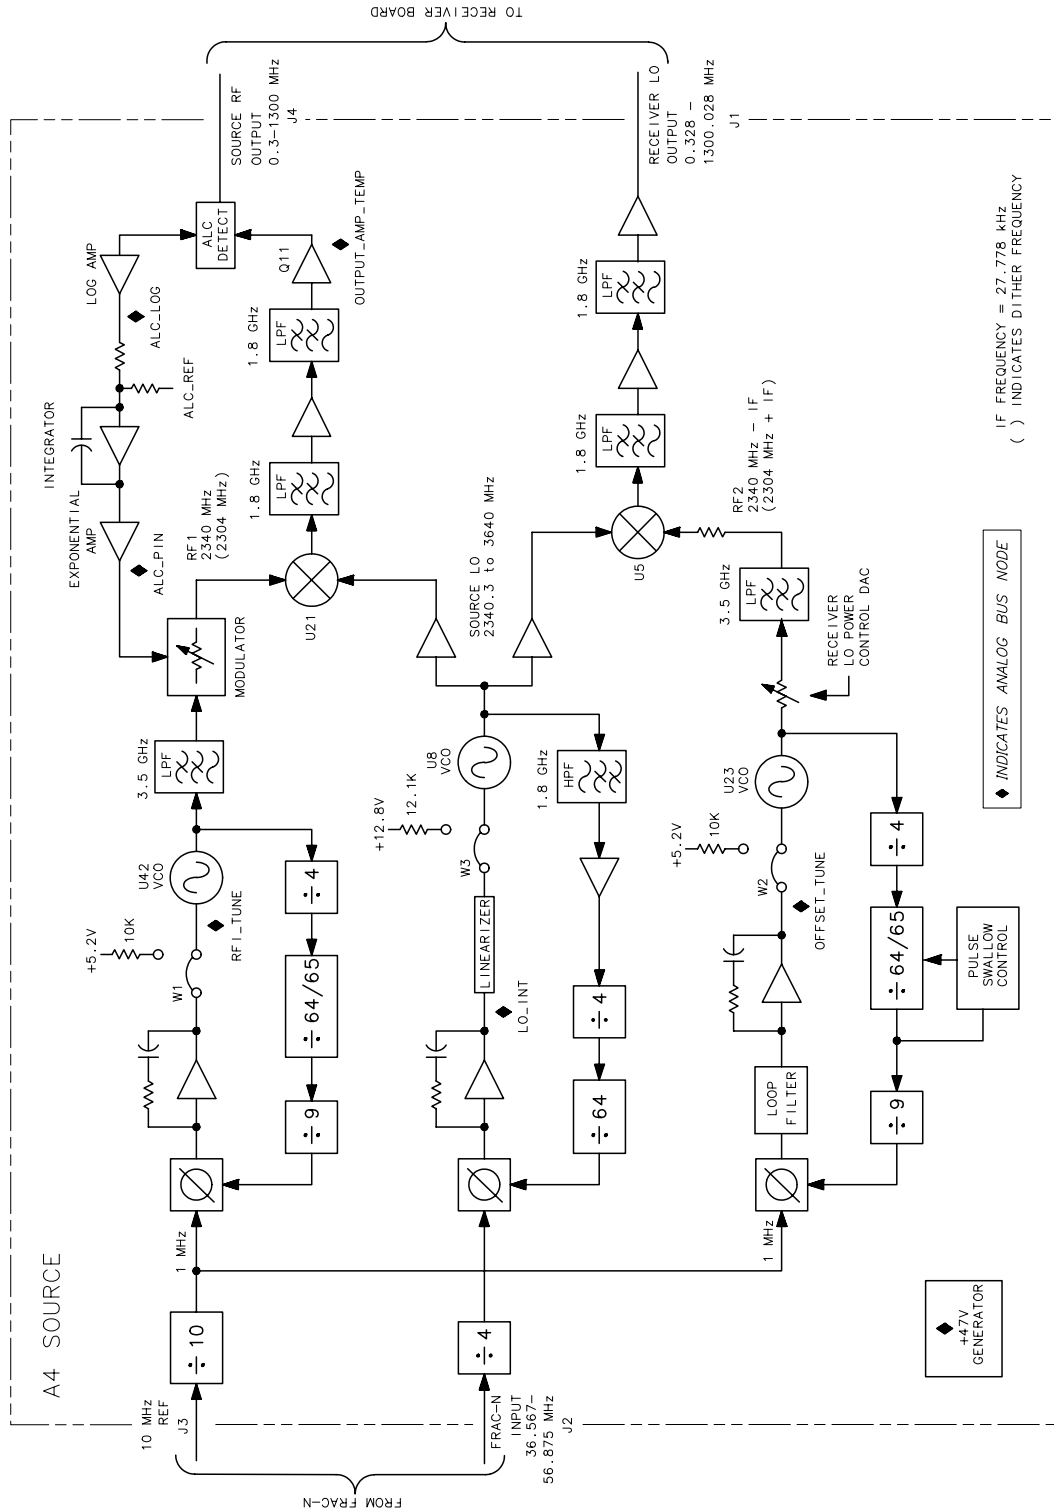 A4 SOURCE
10 MHz
REF
J3
FROM FRAC-N
÷10
1 MHz
W1
+5.2V
10K
RFI_TUNE
U42
VCO
÷9
÷64/65
÷4
3.5 GHz
LPF
MODULATOR
EXPONENTIAL
AMP
ALC_PIN
INTEGRATOR
ALC_REF
ALC_LOG
LOG AMP
ALC
DETECT
RF1
2340 MHz
(2304 MHz)
U21
1.8 GHz
LPF
1.8 GHz
LPF
Q11
OUTPUT_AMP_TEMP
SOURCE RF
OUTPUT
0.3-1300 MHz
J4
TO RECEIVER BOARD
FRAC-N
INPUT
36.567-
56.875 MHz
J2
÷4
LO_INT
LINEARIZER
W3
+12.8V
12.1K
U8
VCO
÷64
÷4
1.8 GHz
HPF
SOURCE LO
2340.3 to 3640 MHz
U5
1.8 GHz
LPF
1.8 GHz
LPF
RECEIVER LO
OUTPUT
0.328 -
1300.028 MHz
J1
1 MHz
LOOP
FILTER
OFFSET_TUNE
W2
+5.2V
10K
U23
VCO
÷9
÷64/65
÷4
PULSE
SWALLOW
CONTROL
RECEIVER
LO POWER
CONTROL DAC
3.5 GHz
LPF
RF2
2340 MHz - IF
(2304 MHz + IF)
+47V
GENERATOR
INDICATES ANALOG BUS NODE
IF FREQUENCY = 27.778 kHz
( ) INDICATES DITHER FREQUENCY